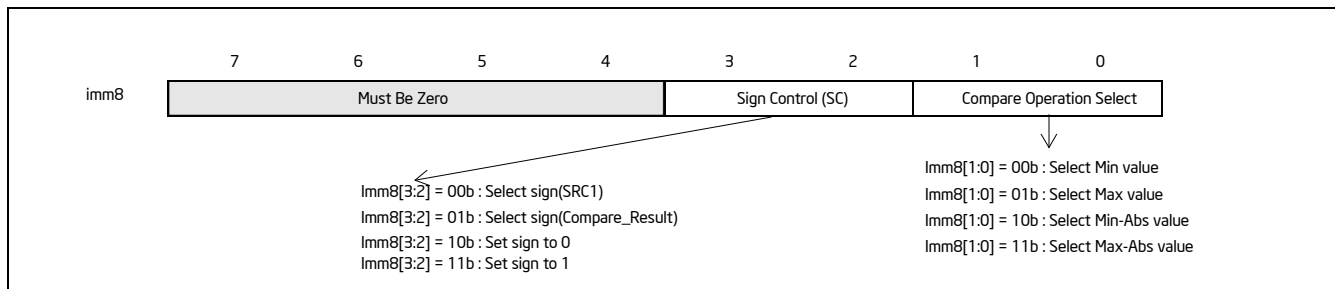 7 6 5 4 3 2 1 0
imm8 Must Be Zero Sign Control (SC) Compare Operation Select
Imm8[3:2] = 00b : Select sign(SRC1)
Imm8[3:2] = 01b : Select sign(Compare_Result)
Imm8[3:2] = 10b : Set sign to 0
Imm8[3:2] = 11b : Set sign to 1
Imm8[1:0] = 00b : Select Min value
Imm8[1:0] = 01b : Select Max value
Imm8[1:0] = 10b : Select Min-Abs value
Imm8[1:0] = 11b : Select Max-Abs value